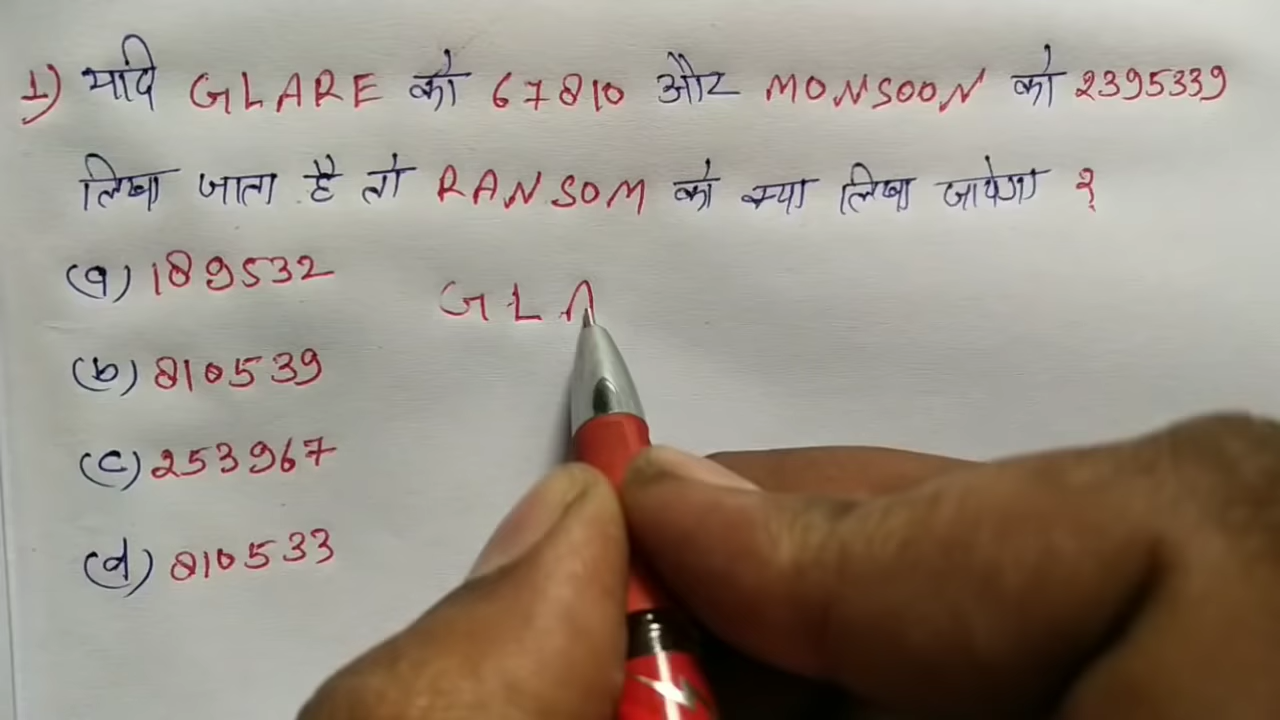 1) यदि GLARE को 67810 और MONSOON को 2395339
लिखा जाता है तो RANSOM को क्या लिखा जायेगा ?
(a) 189532
(b) 810539
(c) 253967
(d) 810533
GLA